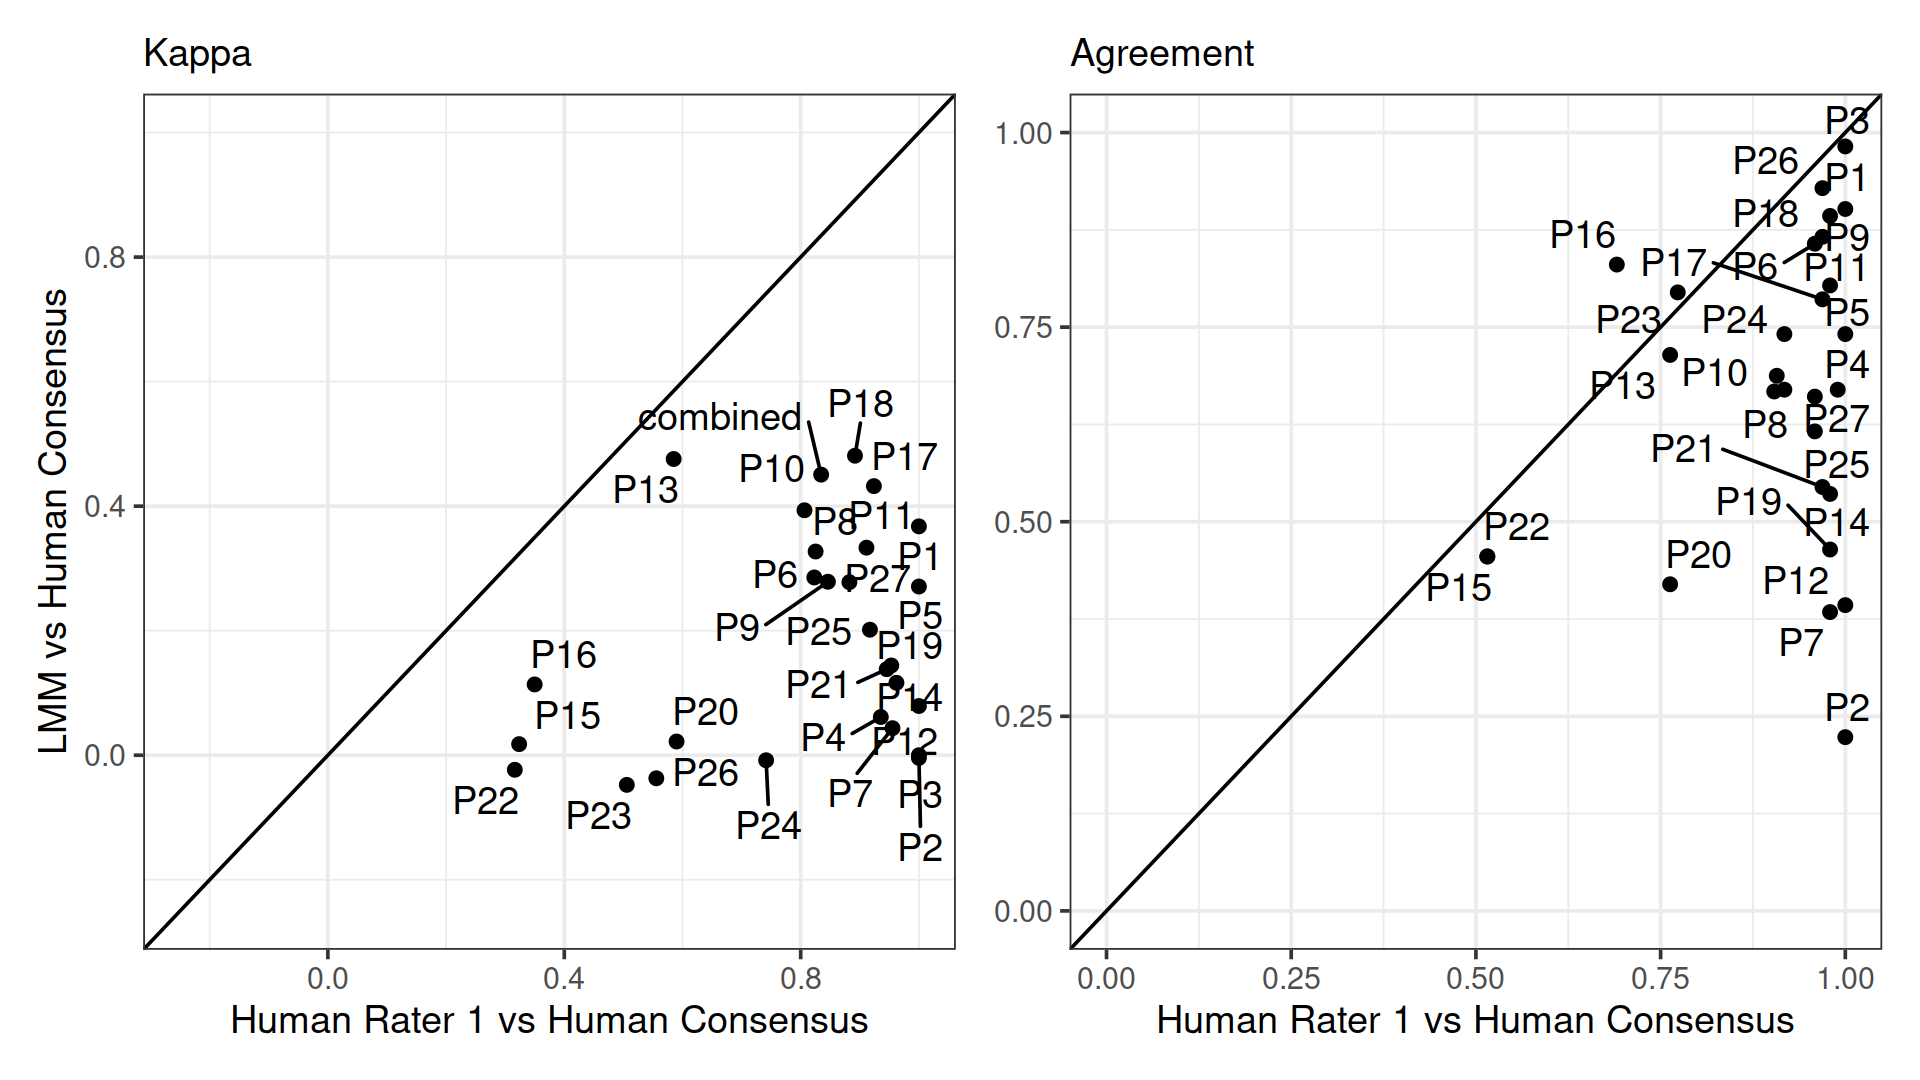 Kappa
Agreement
LMM vs Human Consensus
0.8
0.4
0.0
combined
P18
P10
P17
P13
P8
P11
P1
P6
P27
P9
P25
P5
P19
P16
P21
P14
P15
P20
P4
P12
P26
P7
P3
P22
P23
P24
P2
0.0
0.4
0.8
Human Rater 1 vs Human Consensus
1.00
0.75
0.50
0.25
0.00
P3
P26
P1
P18
P16
P9
P17
P6
P11
P23
P24
P5
P13
P10
P4
P8
P27
P21
P25
P19
P22
P14
P20
P15
P12
P7
P2
0.00
0.25
0.50
0.75
1.00
Human Rater 1 vs Human Consensus